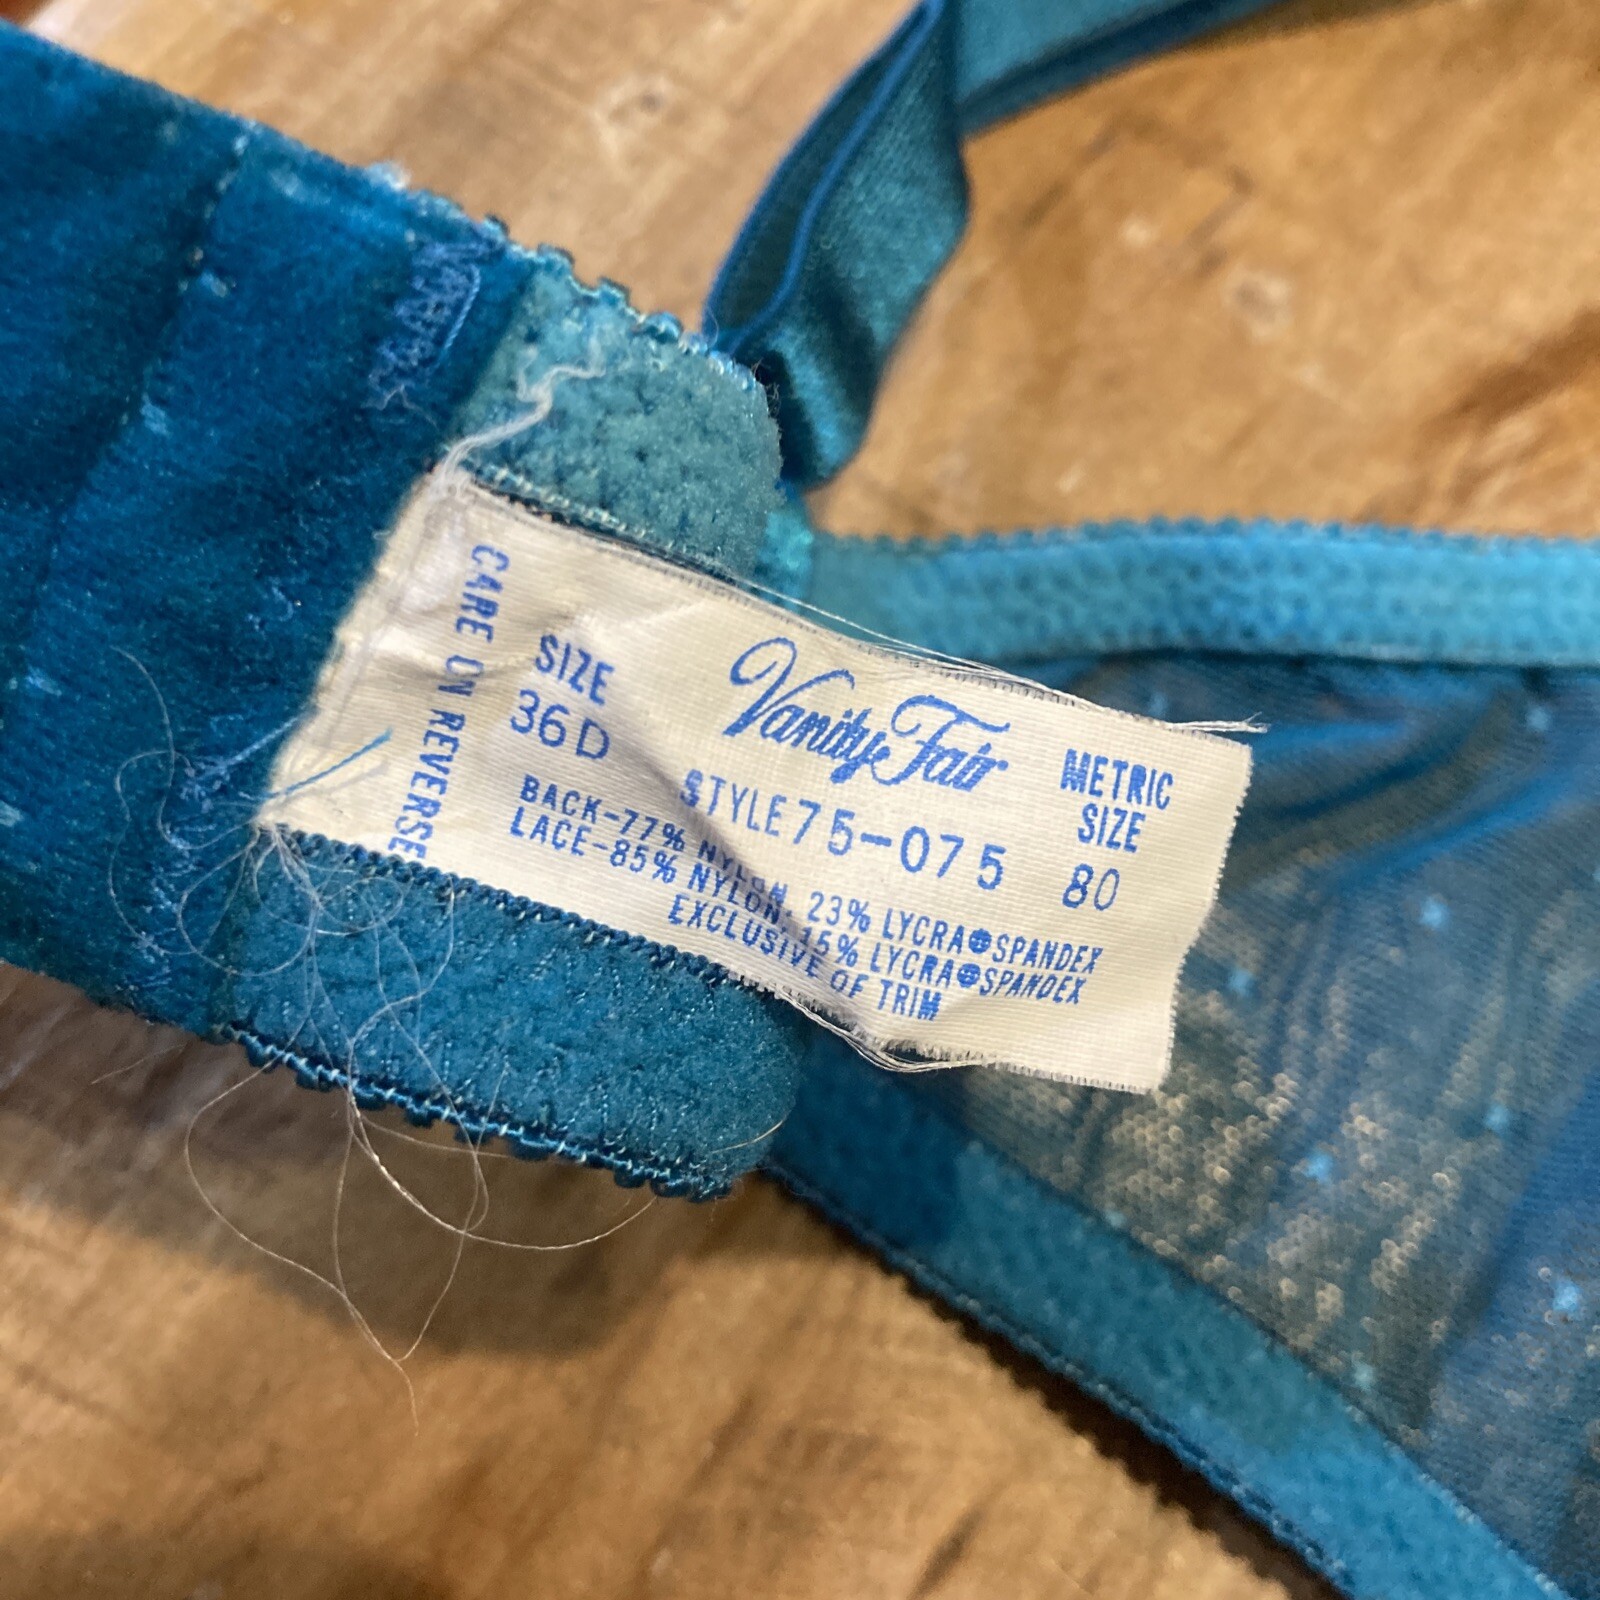 CARE ON REVERSE
SIZE
36D
Vanity Fair
STYLE 75-075
METRIC
SIZE
80
BACK-77% NYLON, 23% LYCRA® SPANDEX
LACE-85% NYLON, 15% LYCRA® SPANDEX
EXCLUSIVE OF TRIM